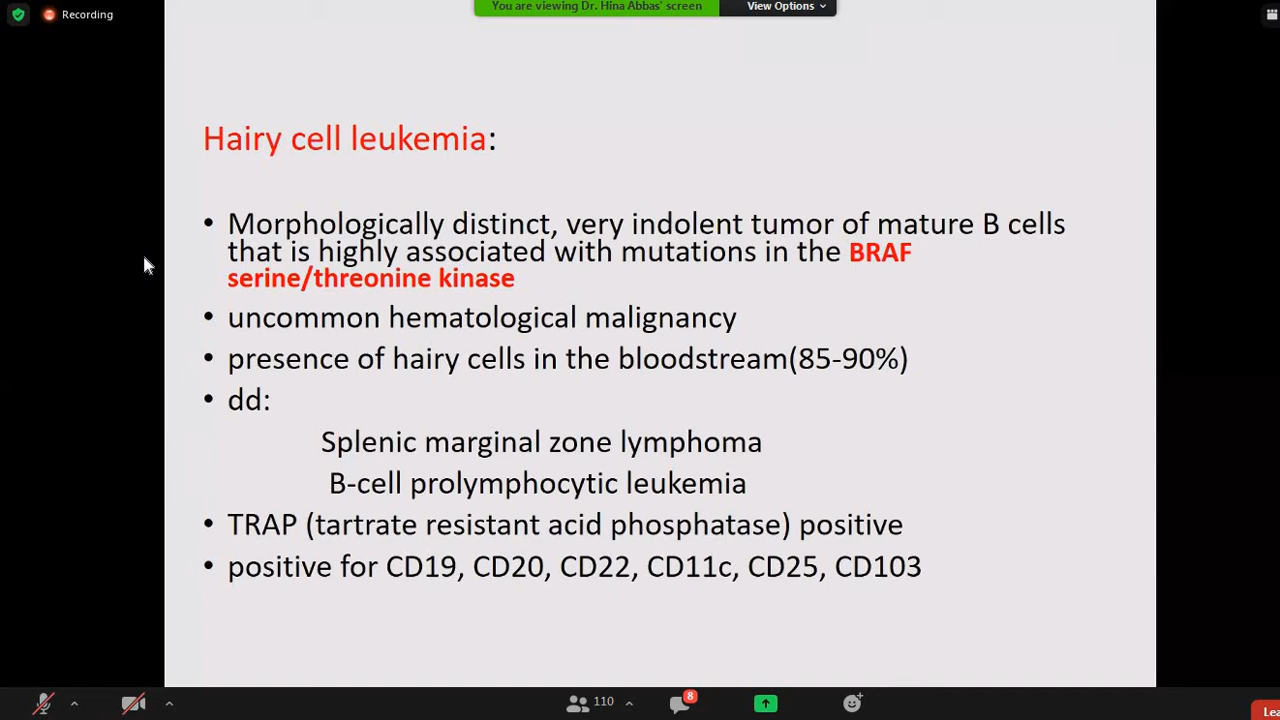 Recording
You are viewing Dr. Hina Abbas' screen
View Options
Hairy cell leukemia:
• Morphologically distinct, very indolent tumor of mature B cells
that is highly associated with mutations in the BRAF
serine/threonine kinase
• uncommon hematological malignancy
• presence of hairy cells in the bloodstream(85-90%)
• dd:
Splenic marginal zone lymphoma
B-cell prolymphocytic leukemia
• TRAP (tartrate resistant acid phosphatase) positive
• positive for CD19, CD20, CD22, CD11c, CD25, CD103
110
8